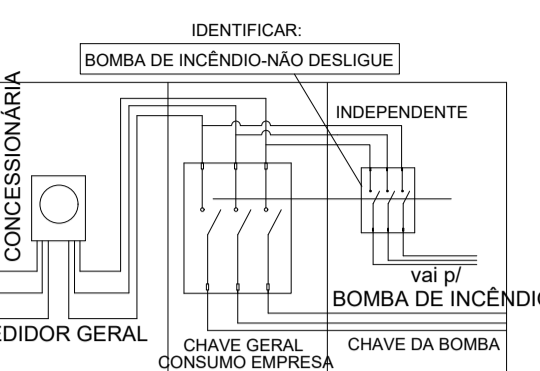 IDENTIFICAR:
BOMBA DE INCÊNDIO-NÃO DESLIGUE
CONCESSIONÁRIA
INDEPENDENTE
vai p/
BOMBA DE INCÊNDIO
EDIDOR GERAL
CHAVE GERAL
CONSUMO EMPRESA
CHAVE DA BOMBA